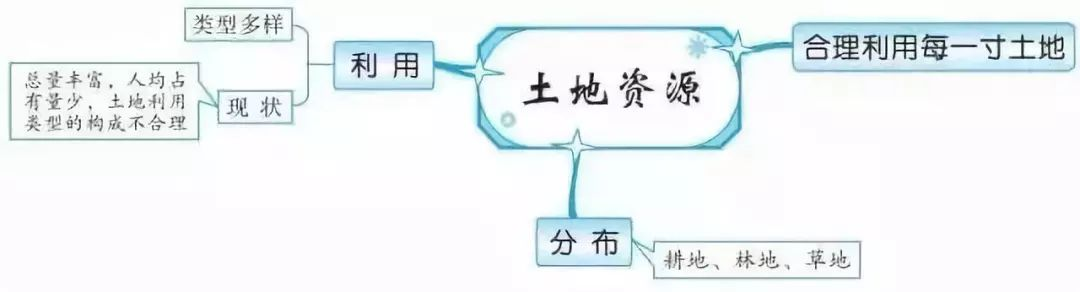 类型多样
利用
现状
总量丰富，人均占
有量少，土地利用
类型的构成不合理
土地资源
合理利用每一寸土地
分布
耕地、林地、草地